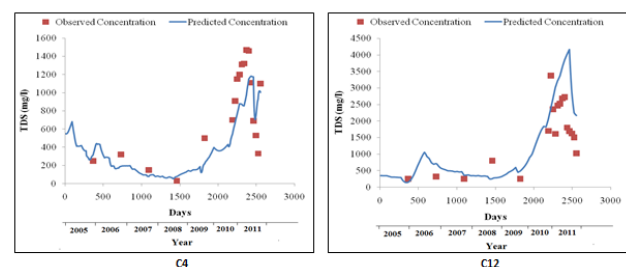 Observed Concentration Predicted Concentration
1600
1400
1200
1000
800
600
400
200
0
TDS (mg/l)
0 500 1000 1500 2000 2500 3000
Days
2005 2006 2007 2008 2009 2010 2011
Year
C4
Observed Concentration Predicted Concentration
4500
4000
3500
3000
2500
2000
1500
1000
500
0
TDS (mg/l)
0 500 1000 1500 2000 2500 3000
Days
2005 2006 2007 2008 2009 2010 2011
Year
C12